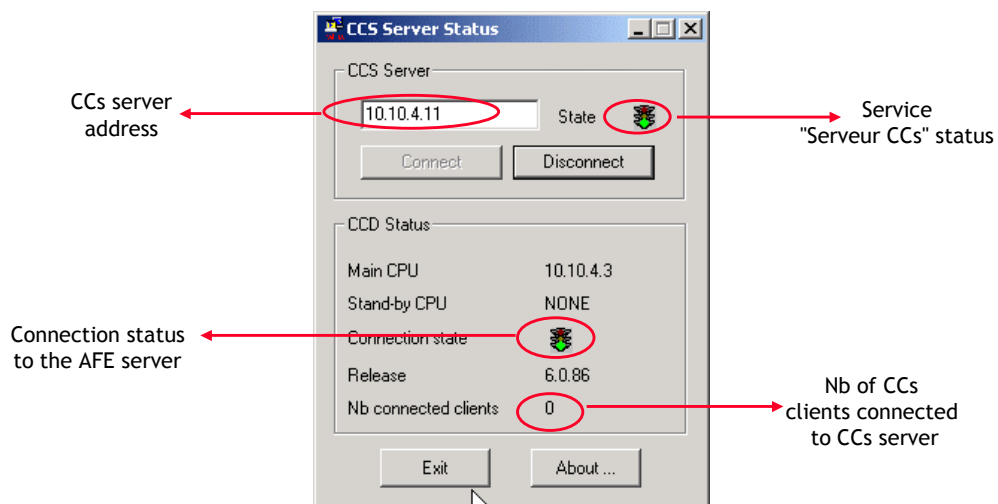 CCS Server Status
CCS Server
CCs server
address
10.10.4.11
State
Service
"Serveur CCs" status
Connect
Disconnect
CCD Status
Main CPU
10.10.4.3
Stand-by CPU
NONE
Connection status
to the AFE server
Connection state
Release
6.0.86
Nb connected clients
0
Nb of CCs
clients connected
to CCs server
Exit
About ...